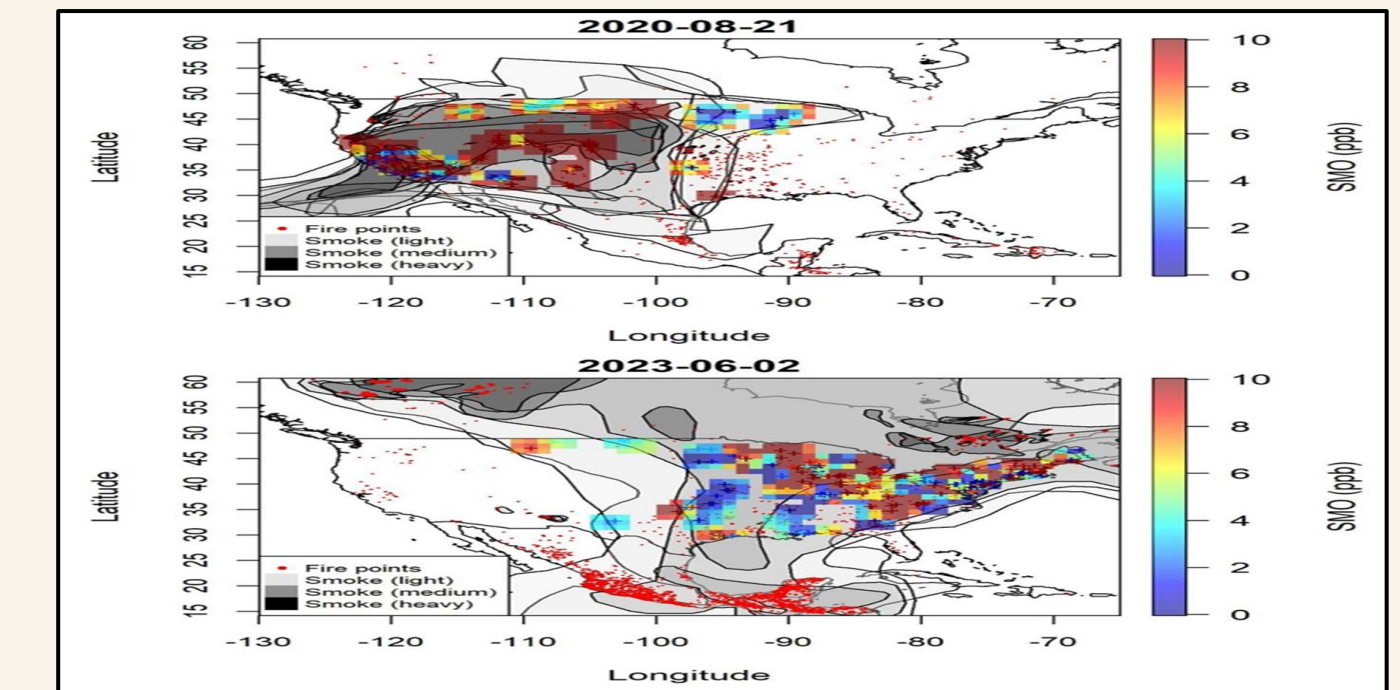 2020-08-21
60
55
50
45
40
35
30
25
20
15
Latitude
Fire points
Smoke (light)
Smoke (medium)
Smoke (heavy)
-130 -120 -110 -100 -90 -80 -70
Longitude
10
8
6
4
2
0
SMO (ppb)
2023-06-02
60
55
50
45
40
35
30
25
20
15
Latitude
Fire points
Smoke (light)
Smoke (medium)
Smoke (heavy)
-130 -120 -110 -100 -90 -80 -70
Longitude
10
8
6
4
2
0
SMO (ppb)